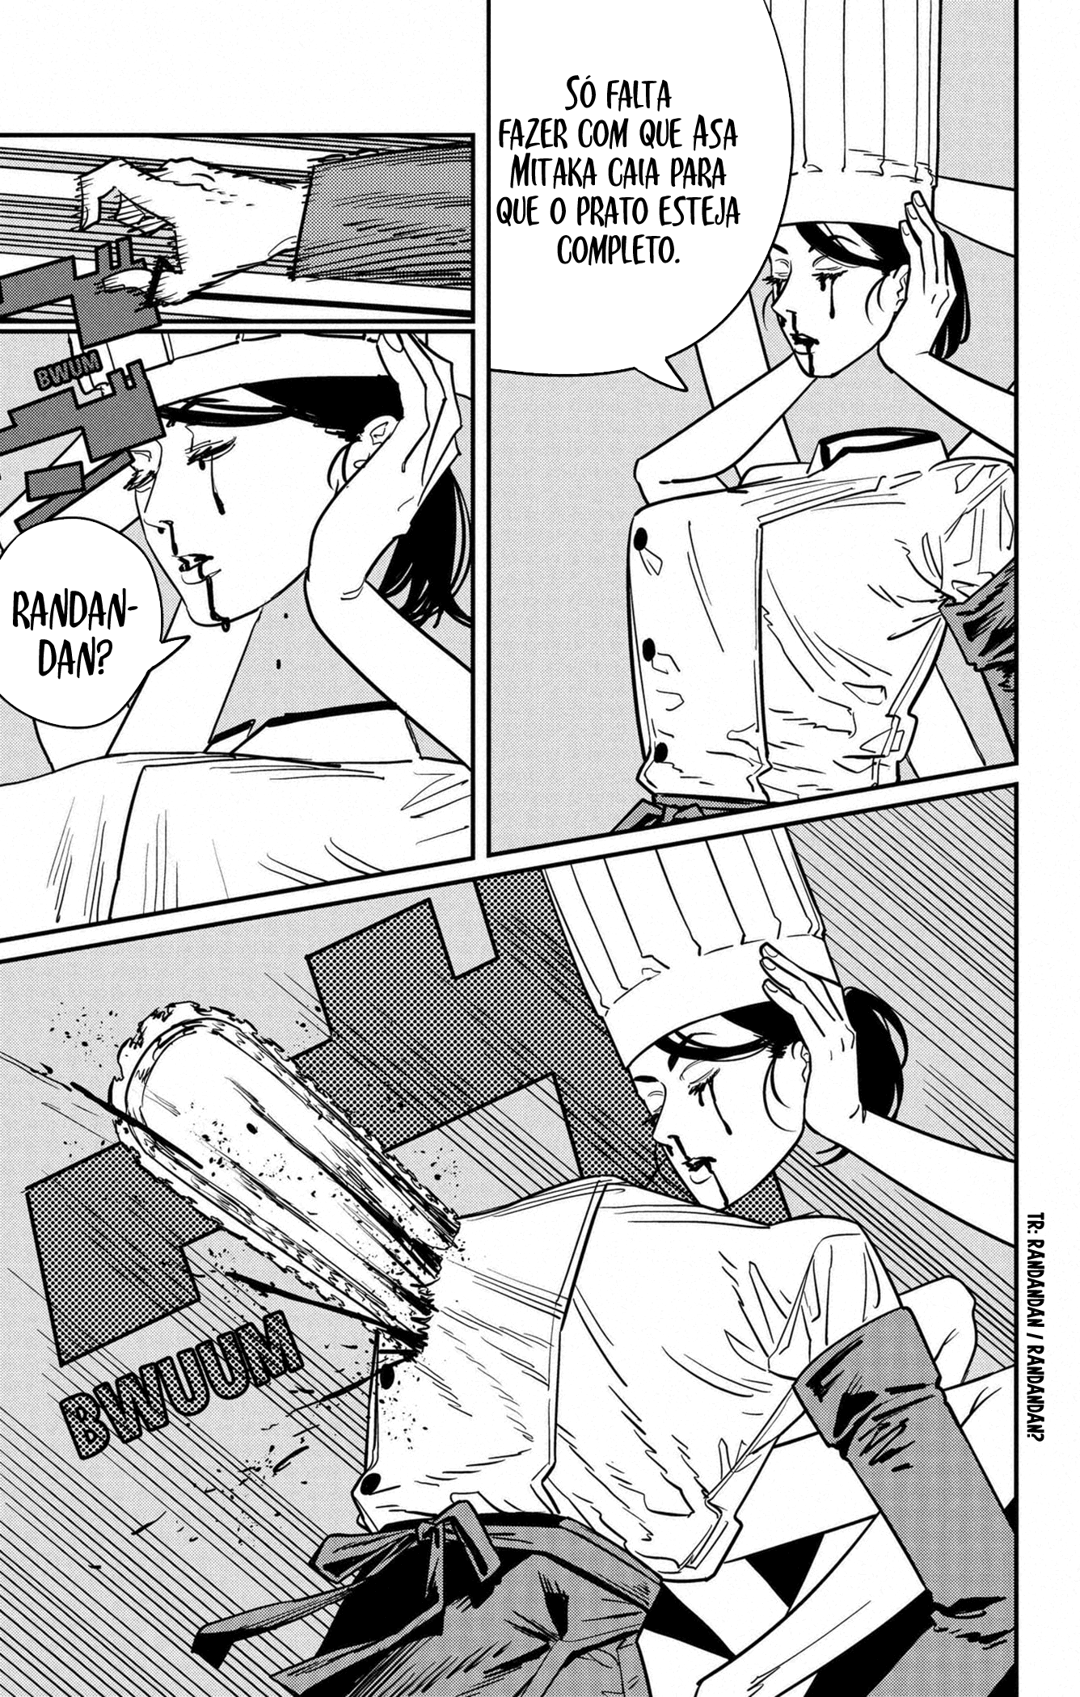 SÓ FALTA
FAZER COM QUE ASA
MITAKA CAIA PARA
QUE O PRATO ESTEJA
COMPLETO.
BWUM
RANDAN-
DAN?
BWUUM
TR: RANDANDAN / RANDANDAN?